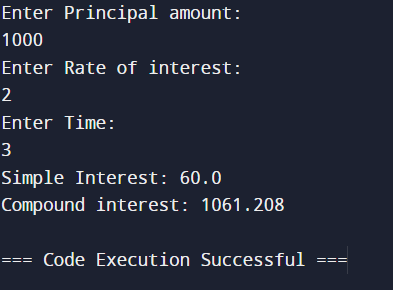 Enter Principal amount:
1000
Enter Rate of interest:
2
Enter Time:
3
Simple Interest: 60.0
Compound interest: 1061.208
=== Code Execution Successful ===